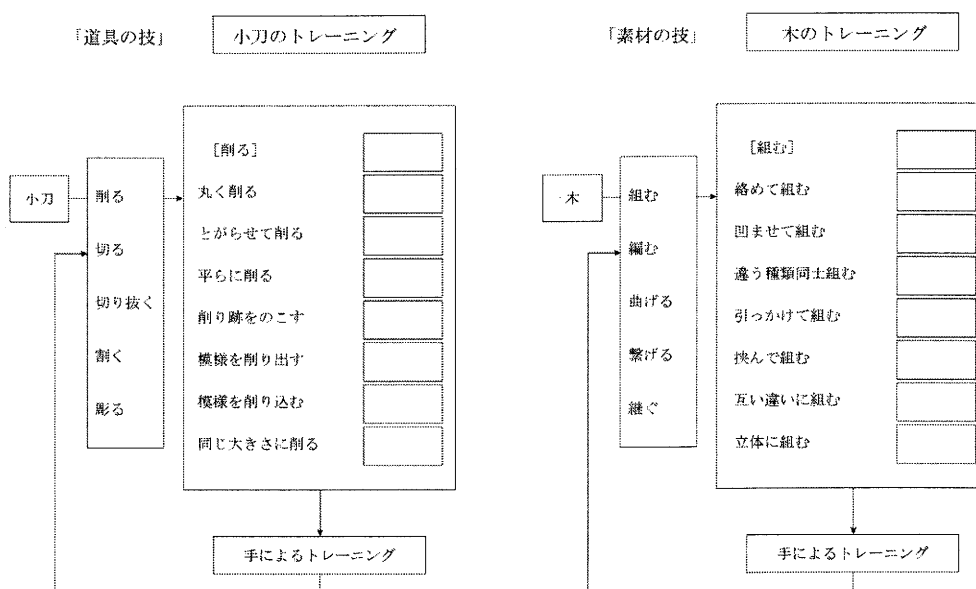 「道具の技」
小刀のトレーニング
小刀
削る
切る
切り抜く
割く
彫る
[削る]
丸く削る
とがらせて削る
平らに削る
削り跡をのこす
模様を削り出す
模様を削り込む
同じ大きさに削る
手によるトレーニング
「素材の技」
木のトレーニング
木
組む
編む
曲げる
繋げる
継ぐ
[組む]
絡めて組む
凹ませて組む
違う種類同士組む
引っかけて組む
挟んで組む
互い違いに組む
立体に組む
手によるトレーニング